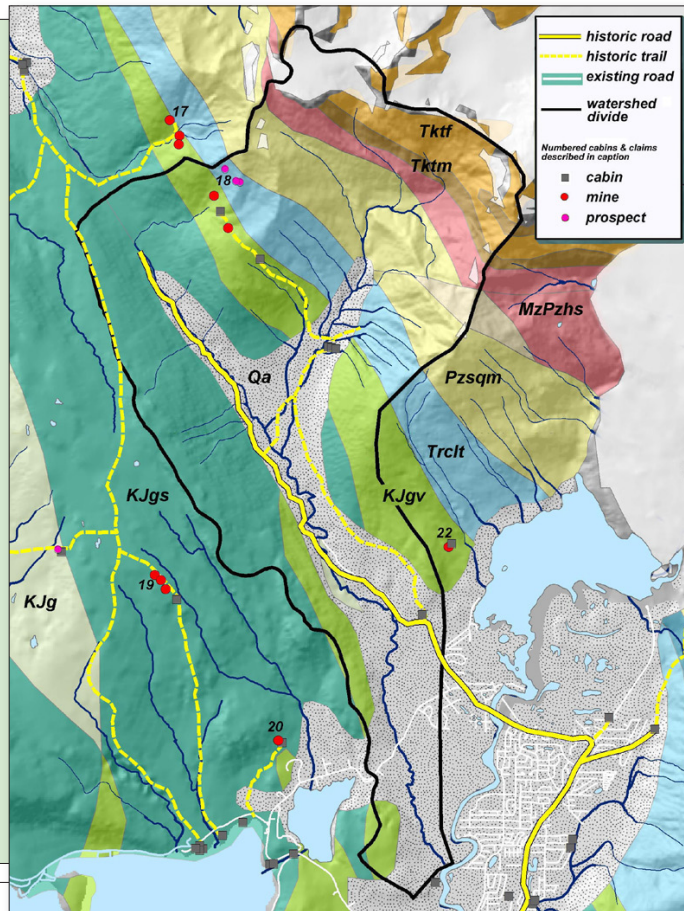 historic road
historic trail
existing road
watershed
divide
Numbered cabins & claims
described in caption
cabin
mine
prospect
17
Tktf
Tktm
18
MzPzhs
Qa
Pzsqm
Trclt
KJgs
KJgv
22
19
KJg
20